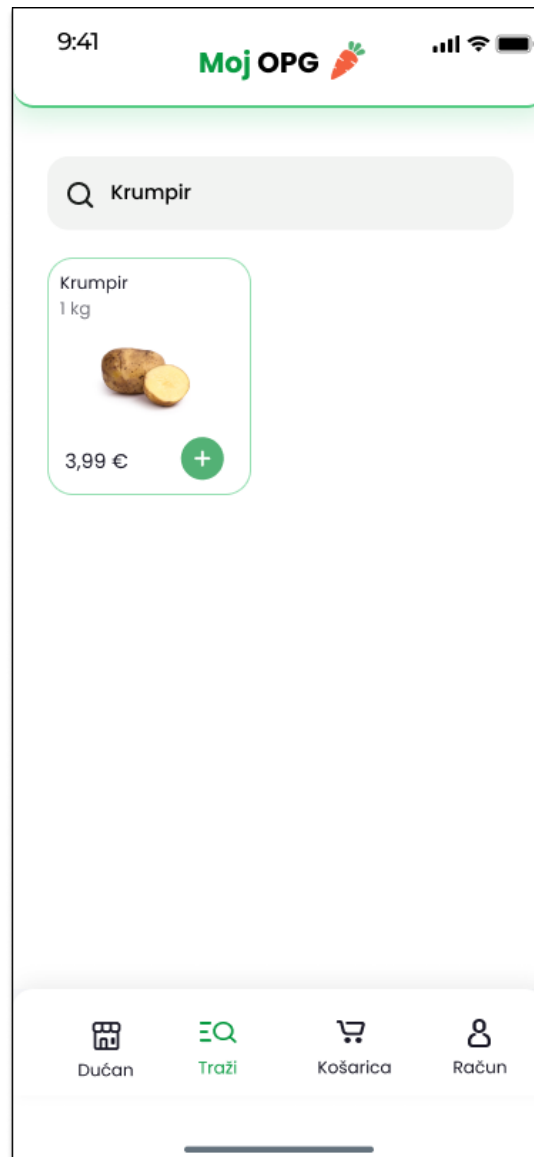 9:41
Moj OPG
Krumpir
Krumpir
1 kg
3,99 €
Dućan
Traži
Košarica
Račun